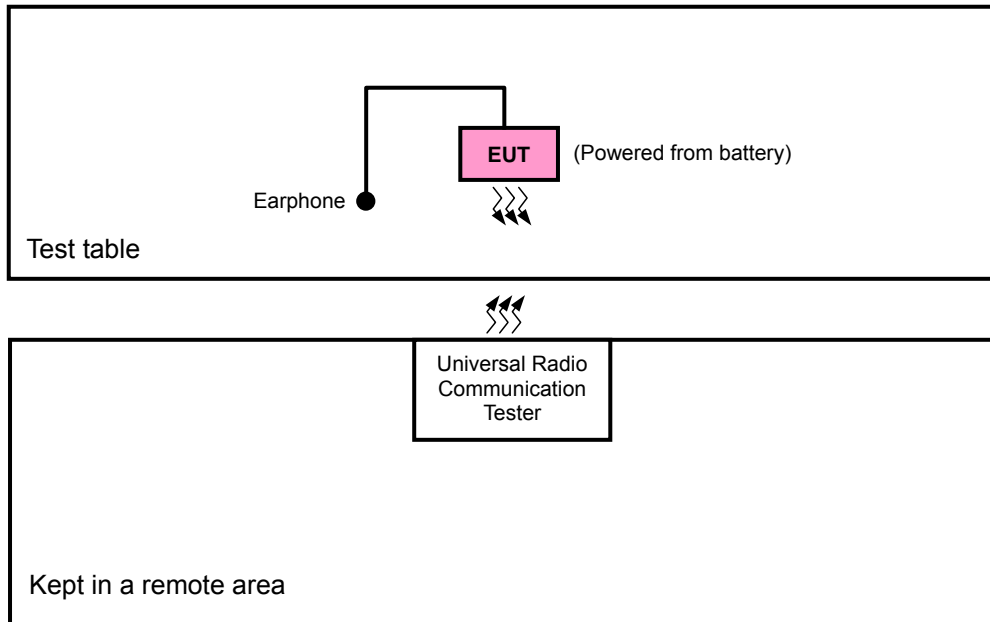 EUT
(Powered from battery)
Earphone
Test table
Universal Radio
Communication
Tester
Kept in a remote area